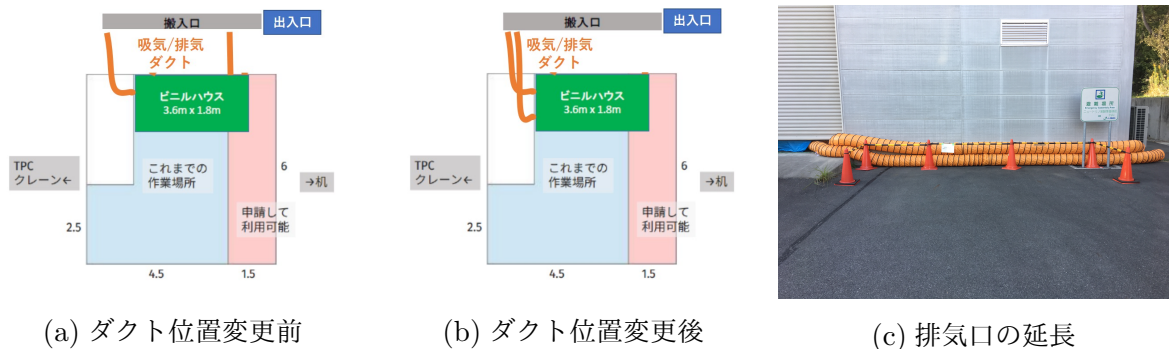 搬入口
出入口
吸気/排気
ダクト
ビニルハウス
3.6m x 1.8m
TPC
クレーン←
これまでの
作業場所
6
→机
申請して
利用可能
2.5
4.5
1.5
(a) ダクト位置変更前
搬入口
出入口
吸気/排気
ダクト
ビニルハウス
3.6m x 1.8m
TPC
クレーン←
これまでの
作業場所
6
→机
申請して
利用可能
2.5
4.5
1.5
(b) ダクト位置変更後
避難場所
(c) 排気口の延長